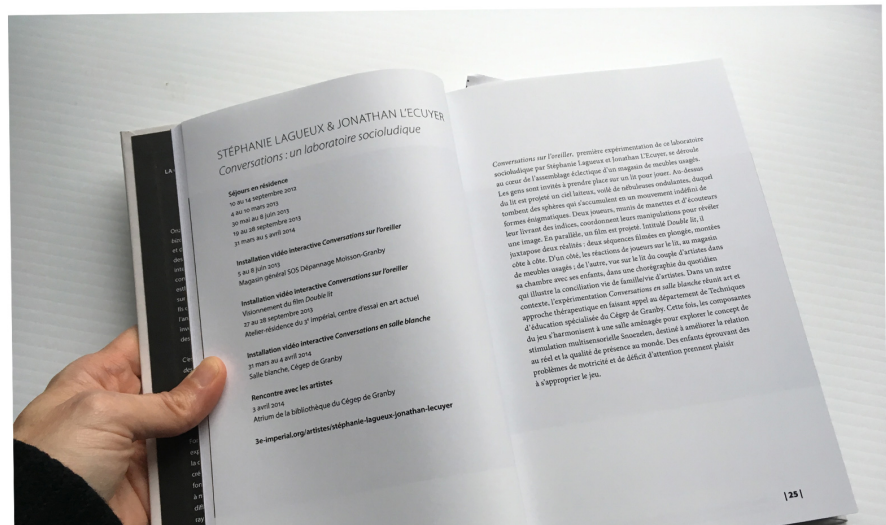 STÉPHANIE LAGUEUX & JONATHAN L'ECUYER
Conversations : un laboratoire socioludique
Séjours en résidence
10 au 14 septembre 2012
4 au 10 mars 2013
30 mai au 8 juin 2013
19 au 28 septembre 2013
31 mars au 5 avril 2014
Installation vidéo interactive Conversations sur l'oreiller
5 au 8 juin 2013
Magasin général SOS Dépannage Moisson-Granby
Installation vidéo interactive Conversations sur l'oreiller
Visionnement du film Double lit
27 au 28 septembre 2013
Atelier-résidence du 3e Impérial, centre d'essai en art actuel
Installation vidéo interactive Conversations en salle blanche
31 mars au 4 avril 2014
Salle blanche, Cégep de Granby
Rencontre avec les artistes
3 avril 2014
Atrium de la bibliothèque du Cégep de Granby
3e-imperial.org/artistes/stéphanie-lagueux-jonathan-lecuyer
Conversations sur l'oreiller, première expérimentation de ce laboratoire
socioludique par Stéphanie Lagueux et Jonathan L'Ecuyer, se déroule
au cœur de l'assemblage éclectique d'un magasin de meubles usagés.
Les gens sont invités à prendre place sur un lit pour jouer. Au-dessus
du lit est projeté un ciel laiteux, voilé de nébuleuses ondulantes, duquel
tombent des sphères qui s'accumulent en un mouvement indéfini de
formes énigmatiques. Deux joueurs, munis de manettes et d'écouteurs
leur livrant des indices, coordonnent leurs manipulations pour révéler
une image. En parallèle, un film est projeté. Intitulé Double lit, il
juxtapose deux réalités : deux séquences filmées en plongée, montées
côte à côte. D'un côté, les réactions de joueurs sur le lit, au magasin
de meubles usagés ; de l'autre, vue sur le lit du couple d'artistes dans
sa chambre avec ses enfants, dans une chorégraphie du quotidien
qui illustre la conciliation vie de famille/vie d'artistes. Dans un autre
contexte, l'expérimentation Conversations en salle blanche réunit art et
approche thérapeutique en faisant appel au département de Techniques
d'éducation spécialisée du Cégep de Granby. Cette fois, les composantes
du jeu s'harmonisent à une salle aménagée pour explorer le concept de
stimulation multisensorielle Snoezelen, destiné à améliorer la relation
au réel et la qualité de présence au monde. Des enfants éprouvant des
problèmes de motricité et de déficit d'attention prennent plaisir
à s'approprier le jeu.
| 25 |